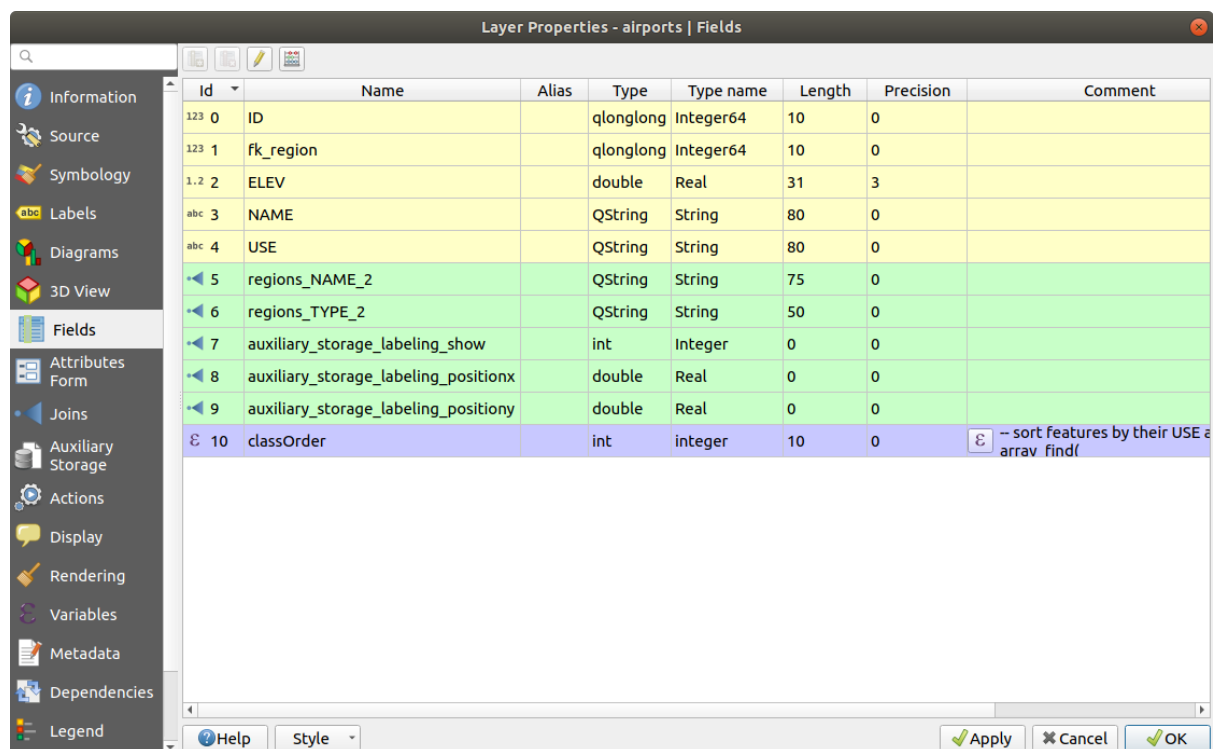 Layer Properties - airports | Fields
Information
Source
Symbology
abc Labels
Diagrams
3D View
Fields
Attributes
Form
Joins
Auxiliary
Storage
Actions
Display
Rendering
Variables
Metadata
Dependencies
Legend
Id Name Alias Type Type name Length Precision Comment
123 0 ID qlonglong Integer64 10 0
123 1 fk_region qlonglong Integer64 10 0
1.2 2 ELEV double Real 31 3
abc 3 NAME QString String 80 0
abc 4 USE QString String 80 0
5 regions_NAME_2 QString String 75 0
6 regions_TYPE_2 QString String 50 0
7 auxiliary_storage_labeling_show int Integer 0 0
8 auxiliary_storage_labeling_positionx double Real 0 0
9 auxiliary_storage_labeling_positiony double Real 0 0
ε 10 classOrder int integer 10 0 ε -- sort features by their USE a
array_find(
Help Style Apply Cancel OK